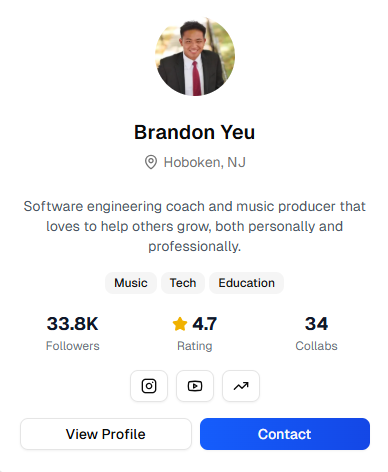 Brandon Yeu
Hoboken, NJ
Software engineering coach and music producer that
loves to help others grow, both personally and
professionally.
Music Tech Education
33.8K 4.7 34
Followers Rating Collabs
View Profile Contact